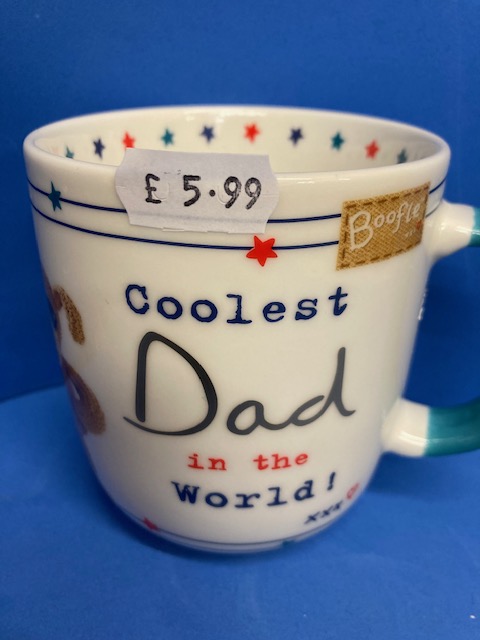 £ 5.99
Boofle
Coolest
Dad
in the
World!
xxx